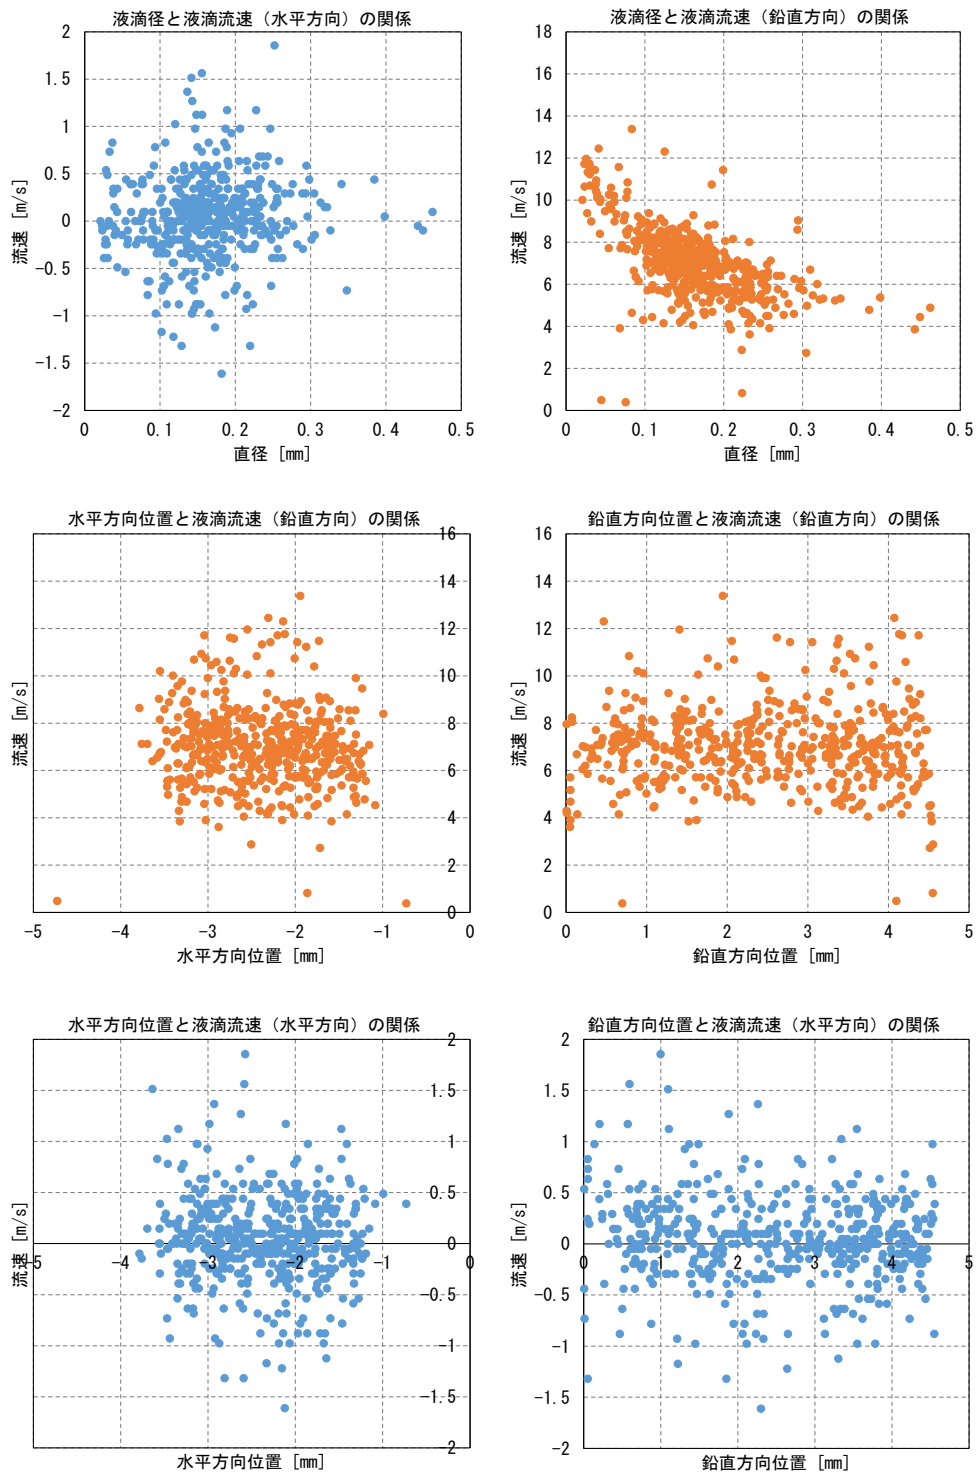 液滴径と液滴流速（水平方向）の関係
2
1.5
1
0.5
0
-0.5
-1
-1.5
-2
流速 [m/s]
0 0.1 0.2 0.3 0.4 0.5
直径 [mm]
液滴径と液滴流速（鉛直方向）の関係
18
16
14
12
10
8
6
4
2
0
流速 [m/s]
0 0.1 0.2 0.3 0.4 0.5
直径 [mm]
水平方向位置と液滴流速（鉛直方向）の関係
16
14
12
10
8
6
4
2
0
流速 [m/s]
-5 -4 -3 -2 -1 0
水平方向位置 [mm]
鉛直方向位置と液滴流速（鉛直方向）の関係
16
14
12
10
8
6
4
2
0
流速 [m/s]
0 1 2 3 4 5
鉛直方向位置 [mm]
水平方向位置と液滴流速（水平方向）の関係
2
1.5
1
0.5
0
-0.5
-1
-1.5
-2
流速 [m/s]
-5 -4 -3 -2 -1 0
水平方向位置 [mm]
鉛直方向位置と液滴流速（水平方向）の関係
2
1.5
1
0.5
0
-0.5
-1
-1.5
-2
流速 [m/s]
0 1 2 3 4 5
鉛直方向位置 [mm]